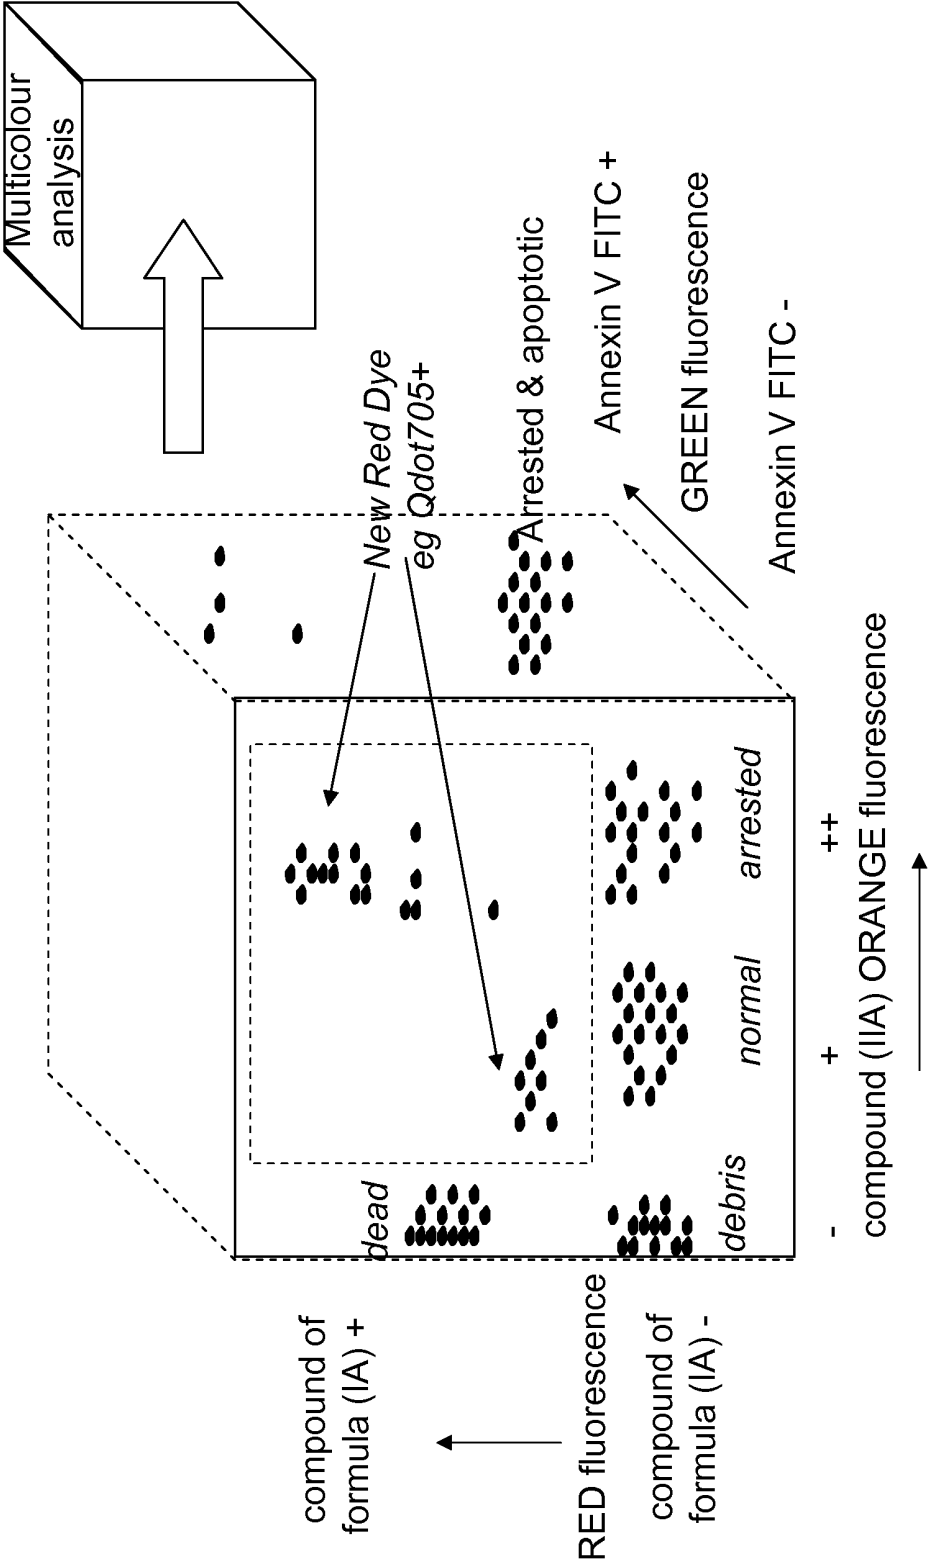 Multicolour
analysis
New Red Dye
eg Qdot705+
Arrested & apoptotic
Annexin V FITC +
GREEN fluorescence
Annexin V FITC -
compound of
formula (IA) +
RED fluorescence
compound of
formula (IA) -
dead
debris
normal
arrested
- + ++
compound (IIA) ORANGE fluorescence